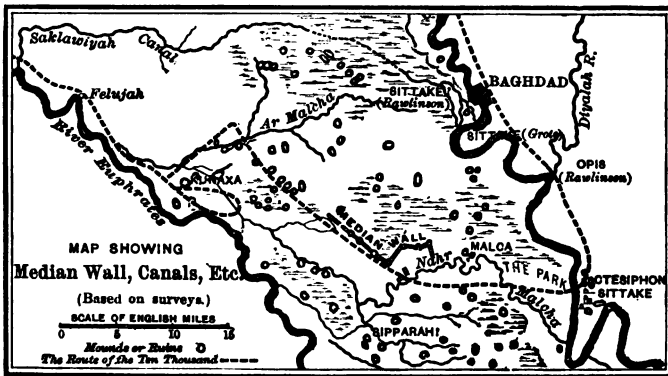 Saklawiyah Canal.
Felujah
River Euphrates
CUNAXA
Ar Malcha
SITTAKE
(Rawlinson)
BAGHDAD
Diyalah R.
SITTAKE (Grote)
OPIS
(Rawlinson)
MEDIAN WALL
Nahr
MALCA
THE PARK
Malcha
CTESIPHON
SITTAKE
SIPPARAH?
MAP SHOWING
Median Wall, Canals, Etc.
(Based on surveys.)
SCALE OF ENGLISH MILES
0 5 10 15
Mounds or Ruins
The Route of the Ten Thousand